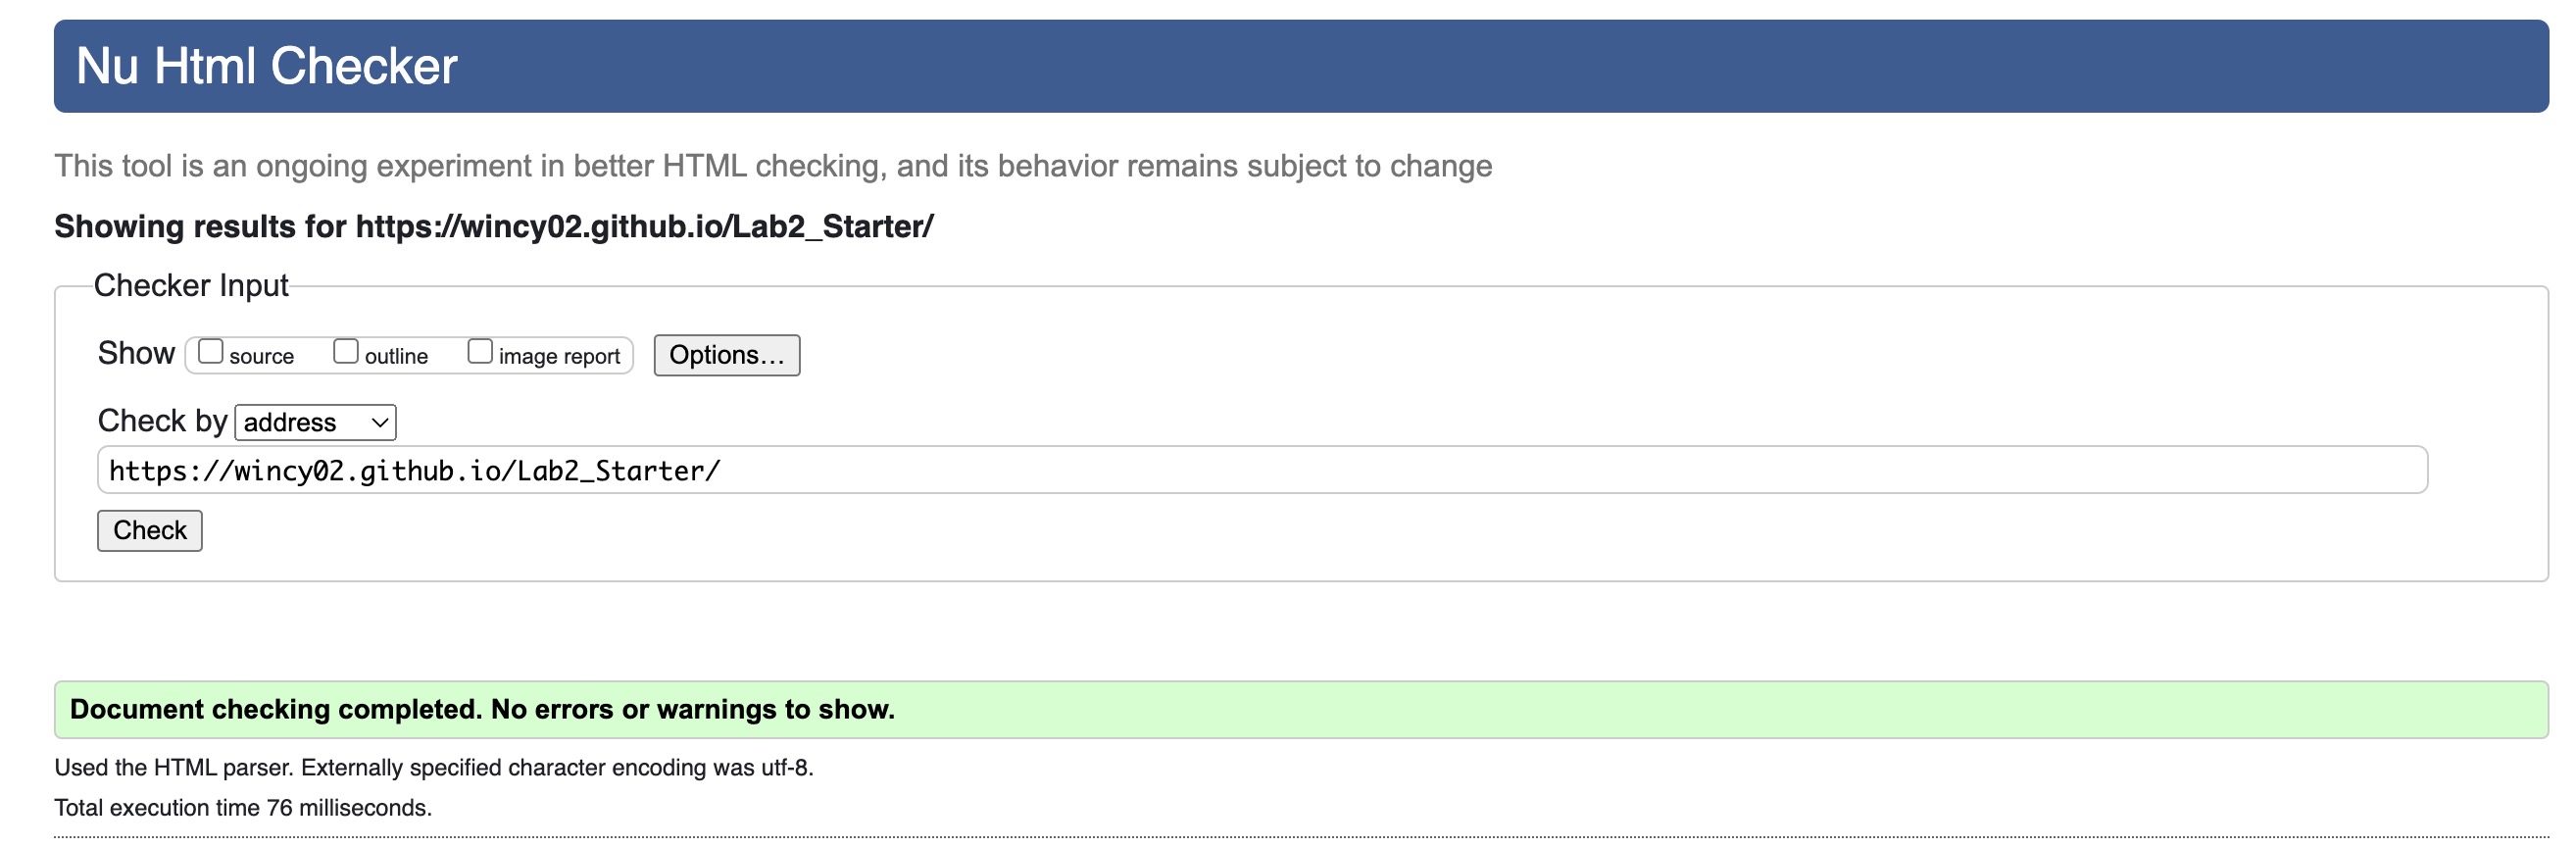 Nu Html Checker
This tool is an ongoing experiment in better HTML checking, and its behavior remains subject to change
Showing results for https://wincy02.github.io/Lab2_Starter/
Checker Input
Show source outline image report Options…
Check by address
https://wincy02.github.io/Lab2_Starter/
Check
Document checking completed. No errors or warnings to show.
Used the HTML parser. Externally specified character encoding was utf-8.
Total execution time 76 milliseconds.